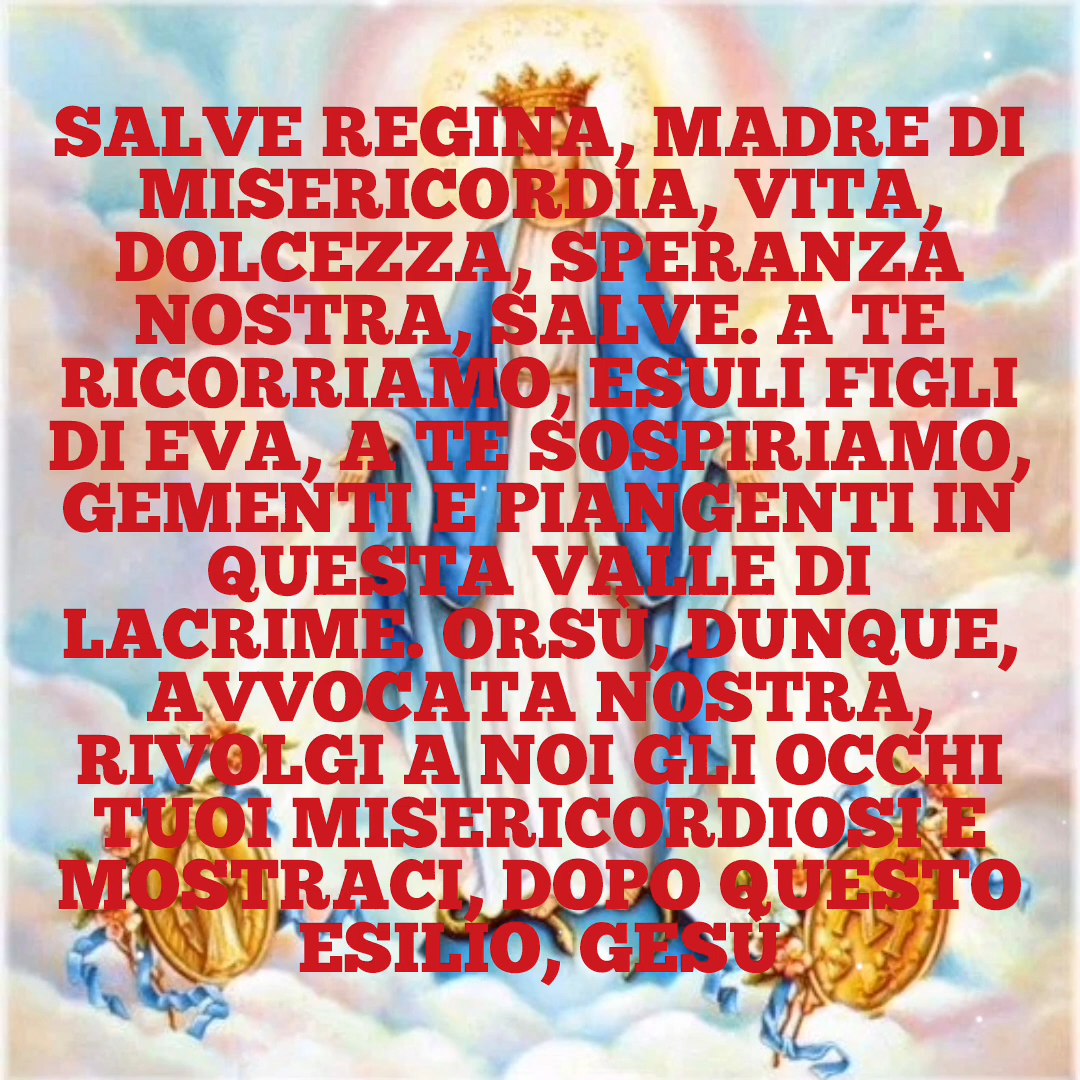 SALVE REGINA, MADRE DI
MISERICORDIA, VITA,
DOLCEZZA, SPERANZA
NOSTRA, SALVE. A TE
RICORRIAMO, ESULI FIGLI
DI EVA, A TE SOSPIRIAMO,
GEMENTI E PIANGENTI IN
QUESTA VALLE DI
LACRIME. ORSÙ, DUNQUE,
AVVOCATA NOSTRA,
RIVOLGI A NOI GLI OCCHI
TUOI MISERICORDIOSI E
MOSTRACI, DOPO QUESTO
ESILIO, GESÙ